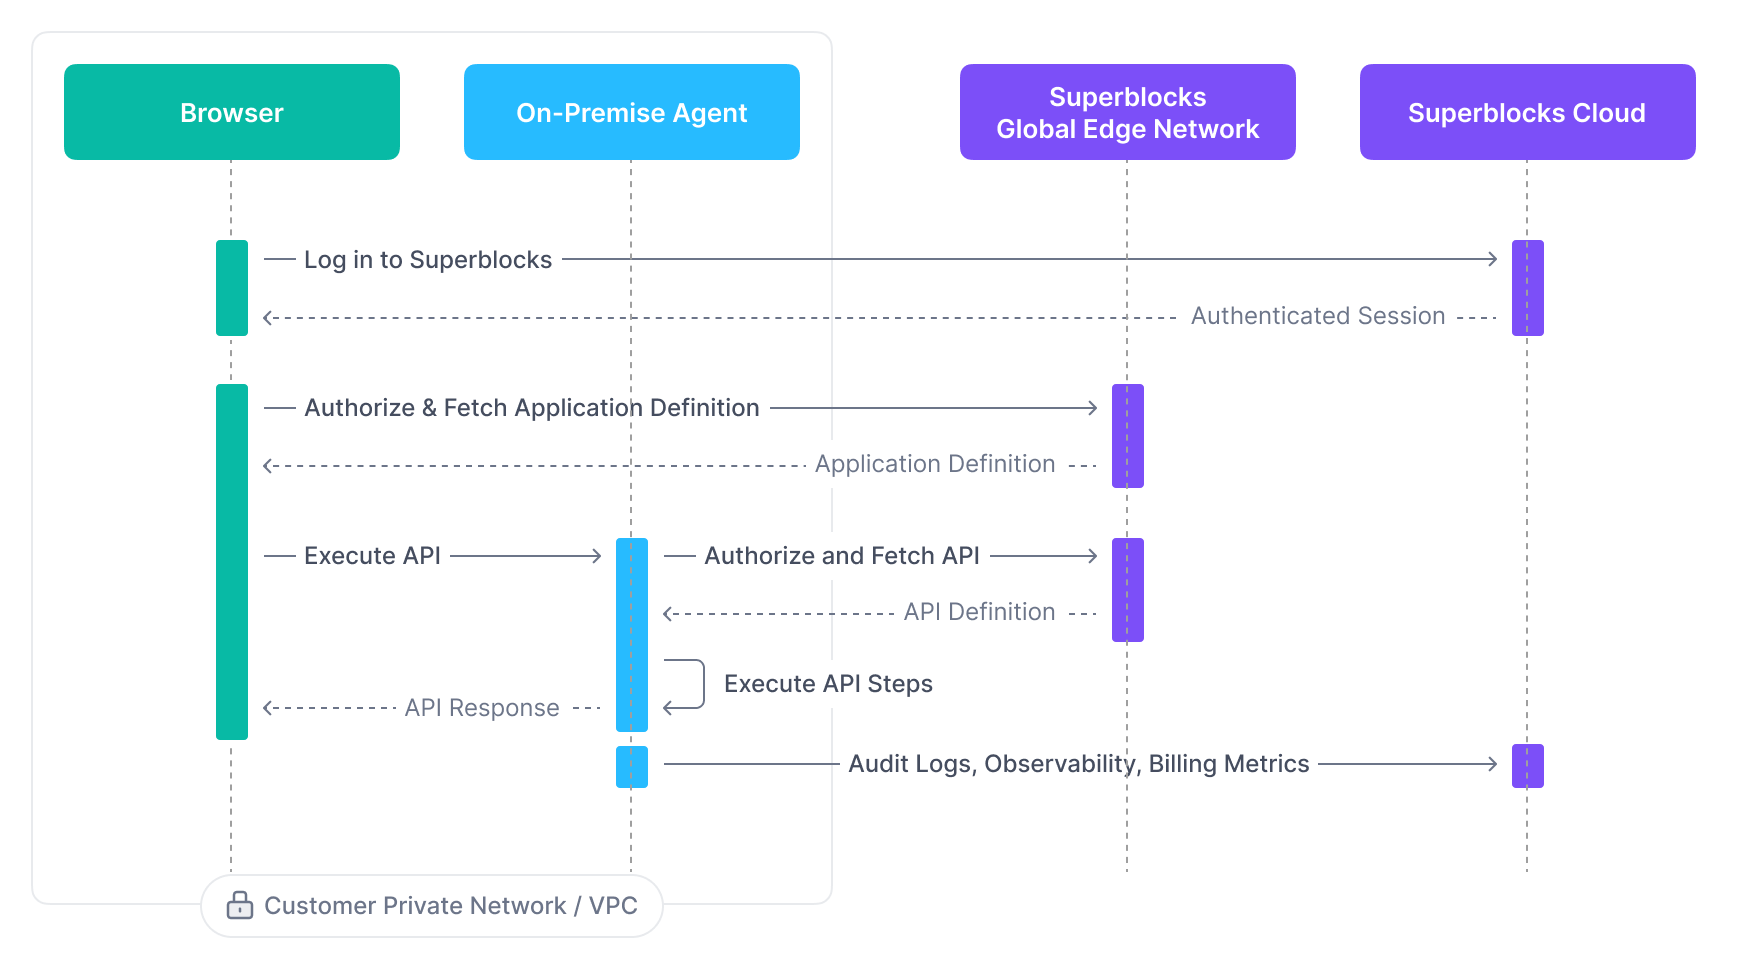 Browser
On-Premise Agent
Superblocks
Global Edge Network
Superblocks Cloud
Log in to Superblocks
Authenticated Session
Authorize & Fetch Application Definition
Application Definition
Execute API
Authorize and Fetch API
API Definition
Execute API Steps
API Response
Audit Logs, Observability, Billing Metrics
Customer Private Network / VPC